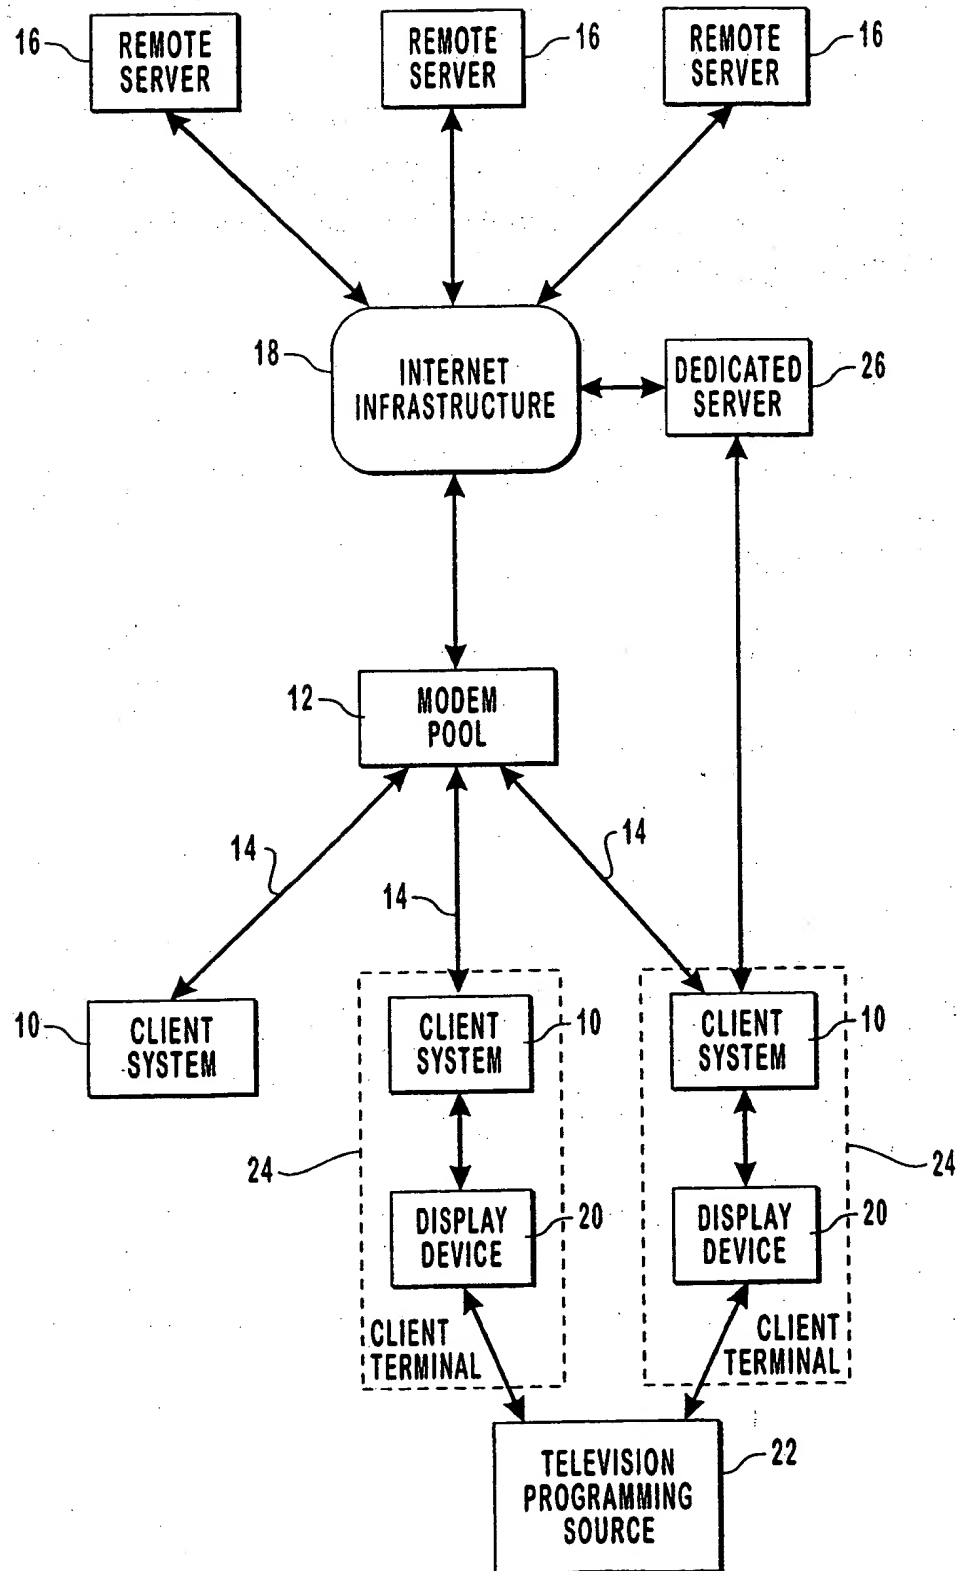 16
REMOTE
SERVER
REMOTE
SERVER
16
REMOTE
SERVER
16
18
INTERNET
INFRASTRUCTURE
DEDICATED
SERVER
26
12
MODEM
POOL
14
14
14
10
CLIENT
SYSTEM
CLIENT
SYSTEM
10
CLIENT
SYSTEM
10
24
DISPLAY
DEVICE
20
DISPLAY
DEVICE
20
24
CLIENT
TERMINAL
CLIENT
TERMINAL
TELEVISION
PROGRAMMING
SOURCE
22